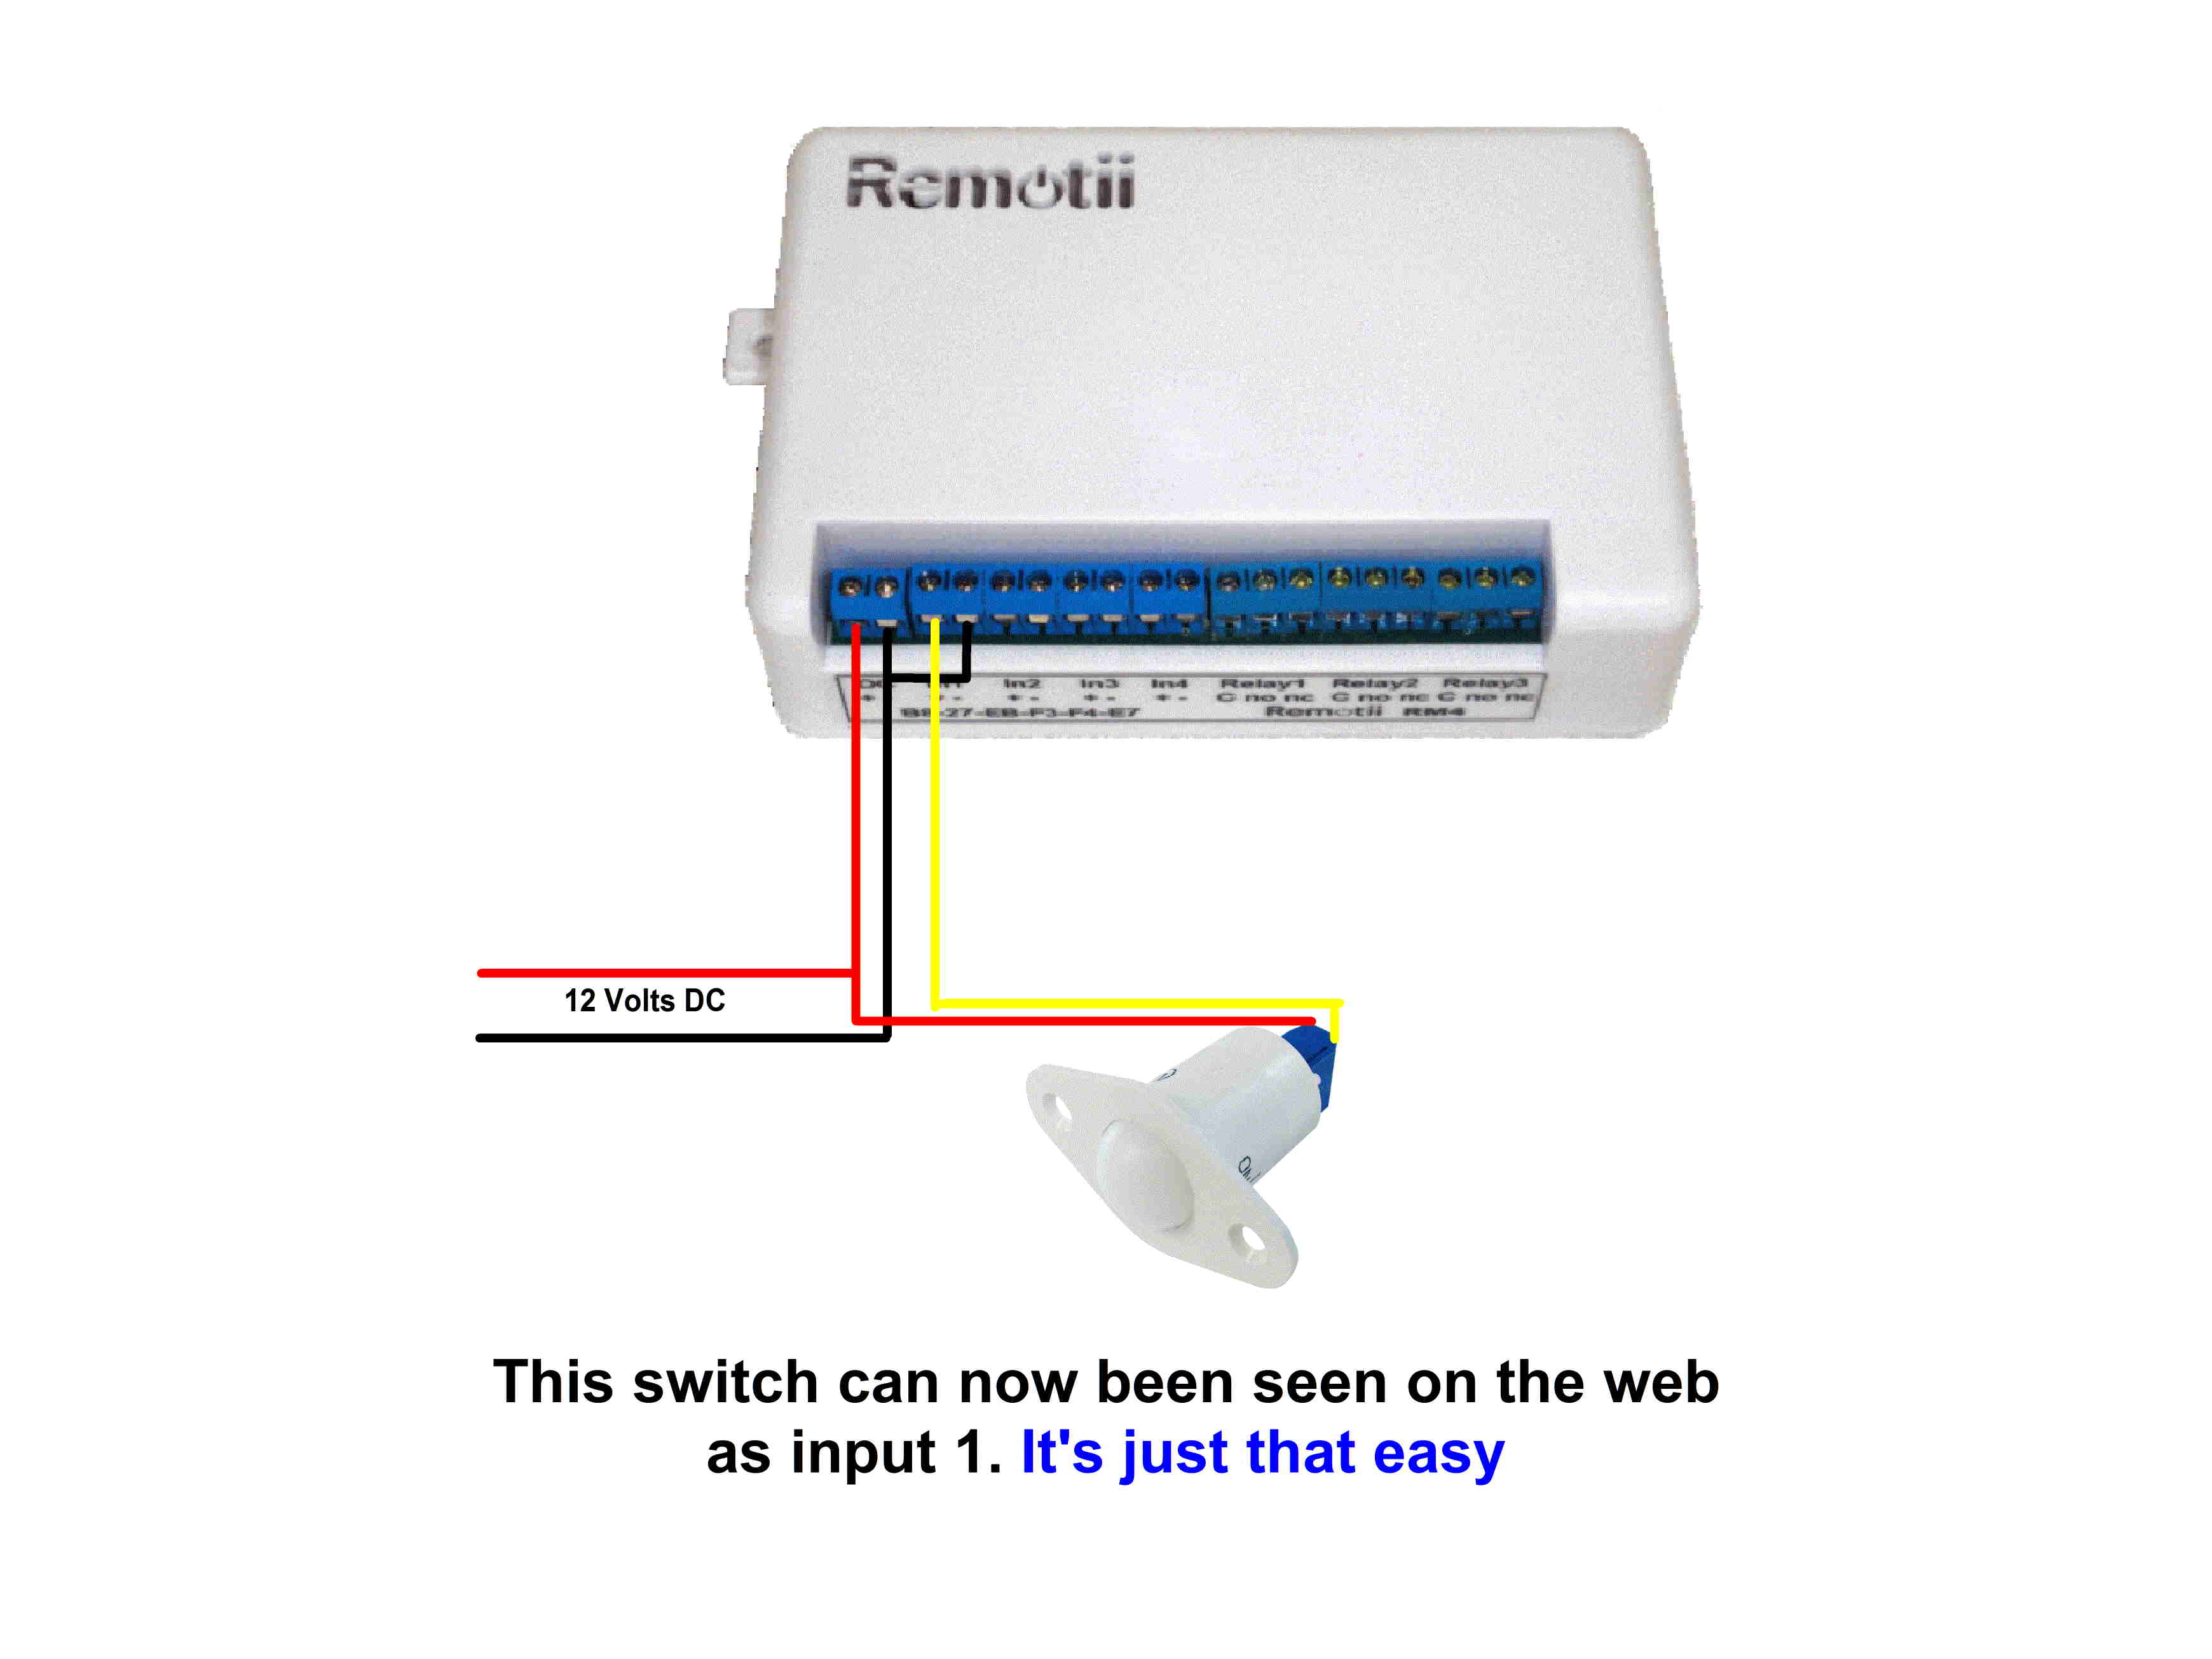 Remotii
In2 In3 In4 Relay1 Relay2 Relay3
+ - + - + - C no nc C no nc C no nc
Remotii RM4
12 Volts DC
This switch can now been seen on the web
as input 1. It's just that easy